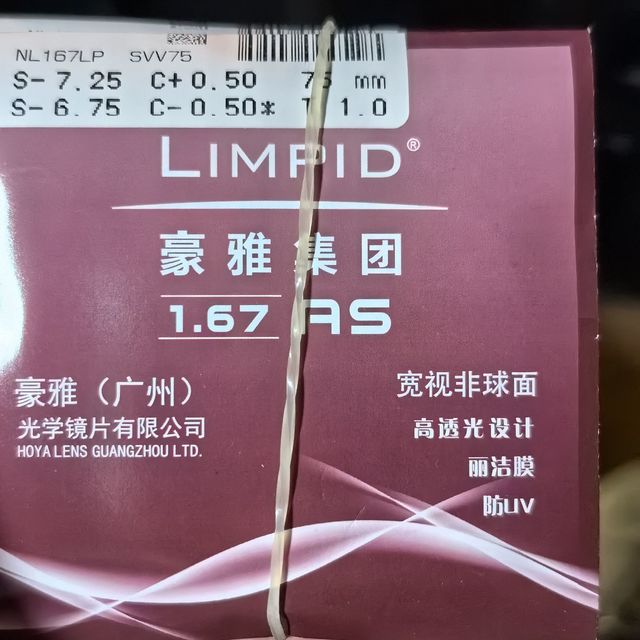 NL167LP SVV75
S- 7.25 C+ 0.50 75 mm
S- 6.75 C- 0.50* T 1.0
LIMPID®
豪雅集团
1.67 AS
豪雅（广州）
光学镜片有限公司
HOYA LENS GUANGZHOU LTD.
宽视非球面
高透光设计
丽洁膜
防UV